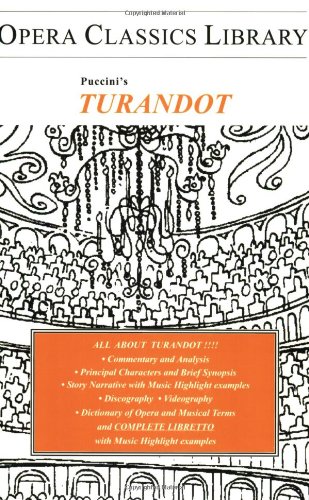 OPERA CLASSICS LIBRARY
Puccini's
TURANDOT
ALL ABOUT TURANDOT!!!!
• Commentary and Analysis
• Principal Characters and Brief Synopsis
• Story Narrative with Music Highlight examples
• Discography • Videography
• Dictionary of Opera and Musical Terms
and COMPLETE LIBRETTO
with Music Highlight examples